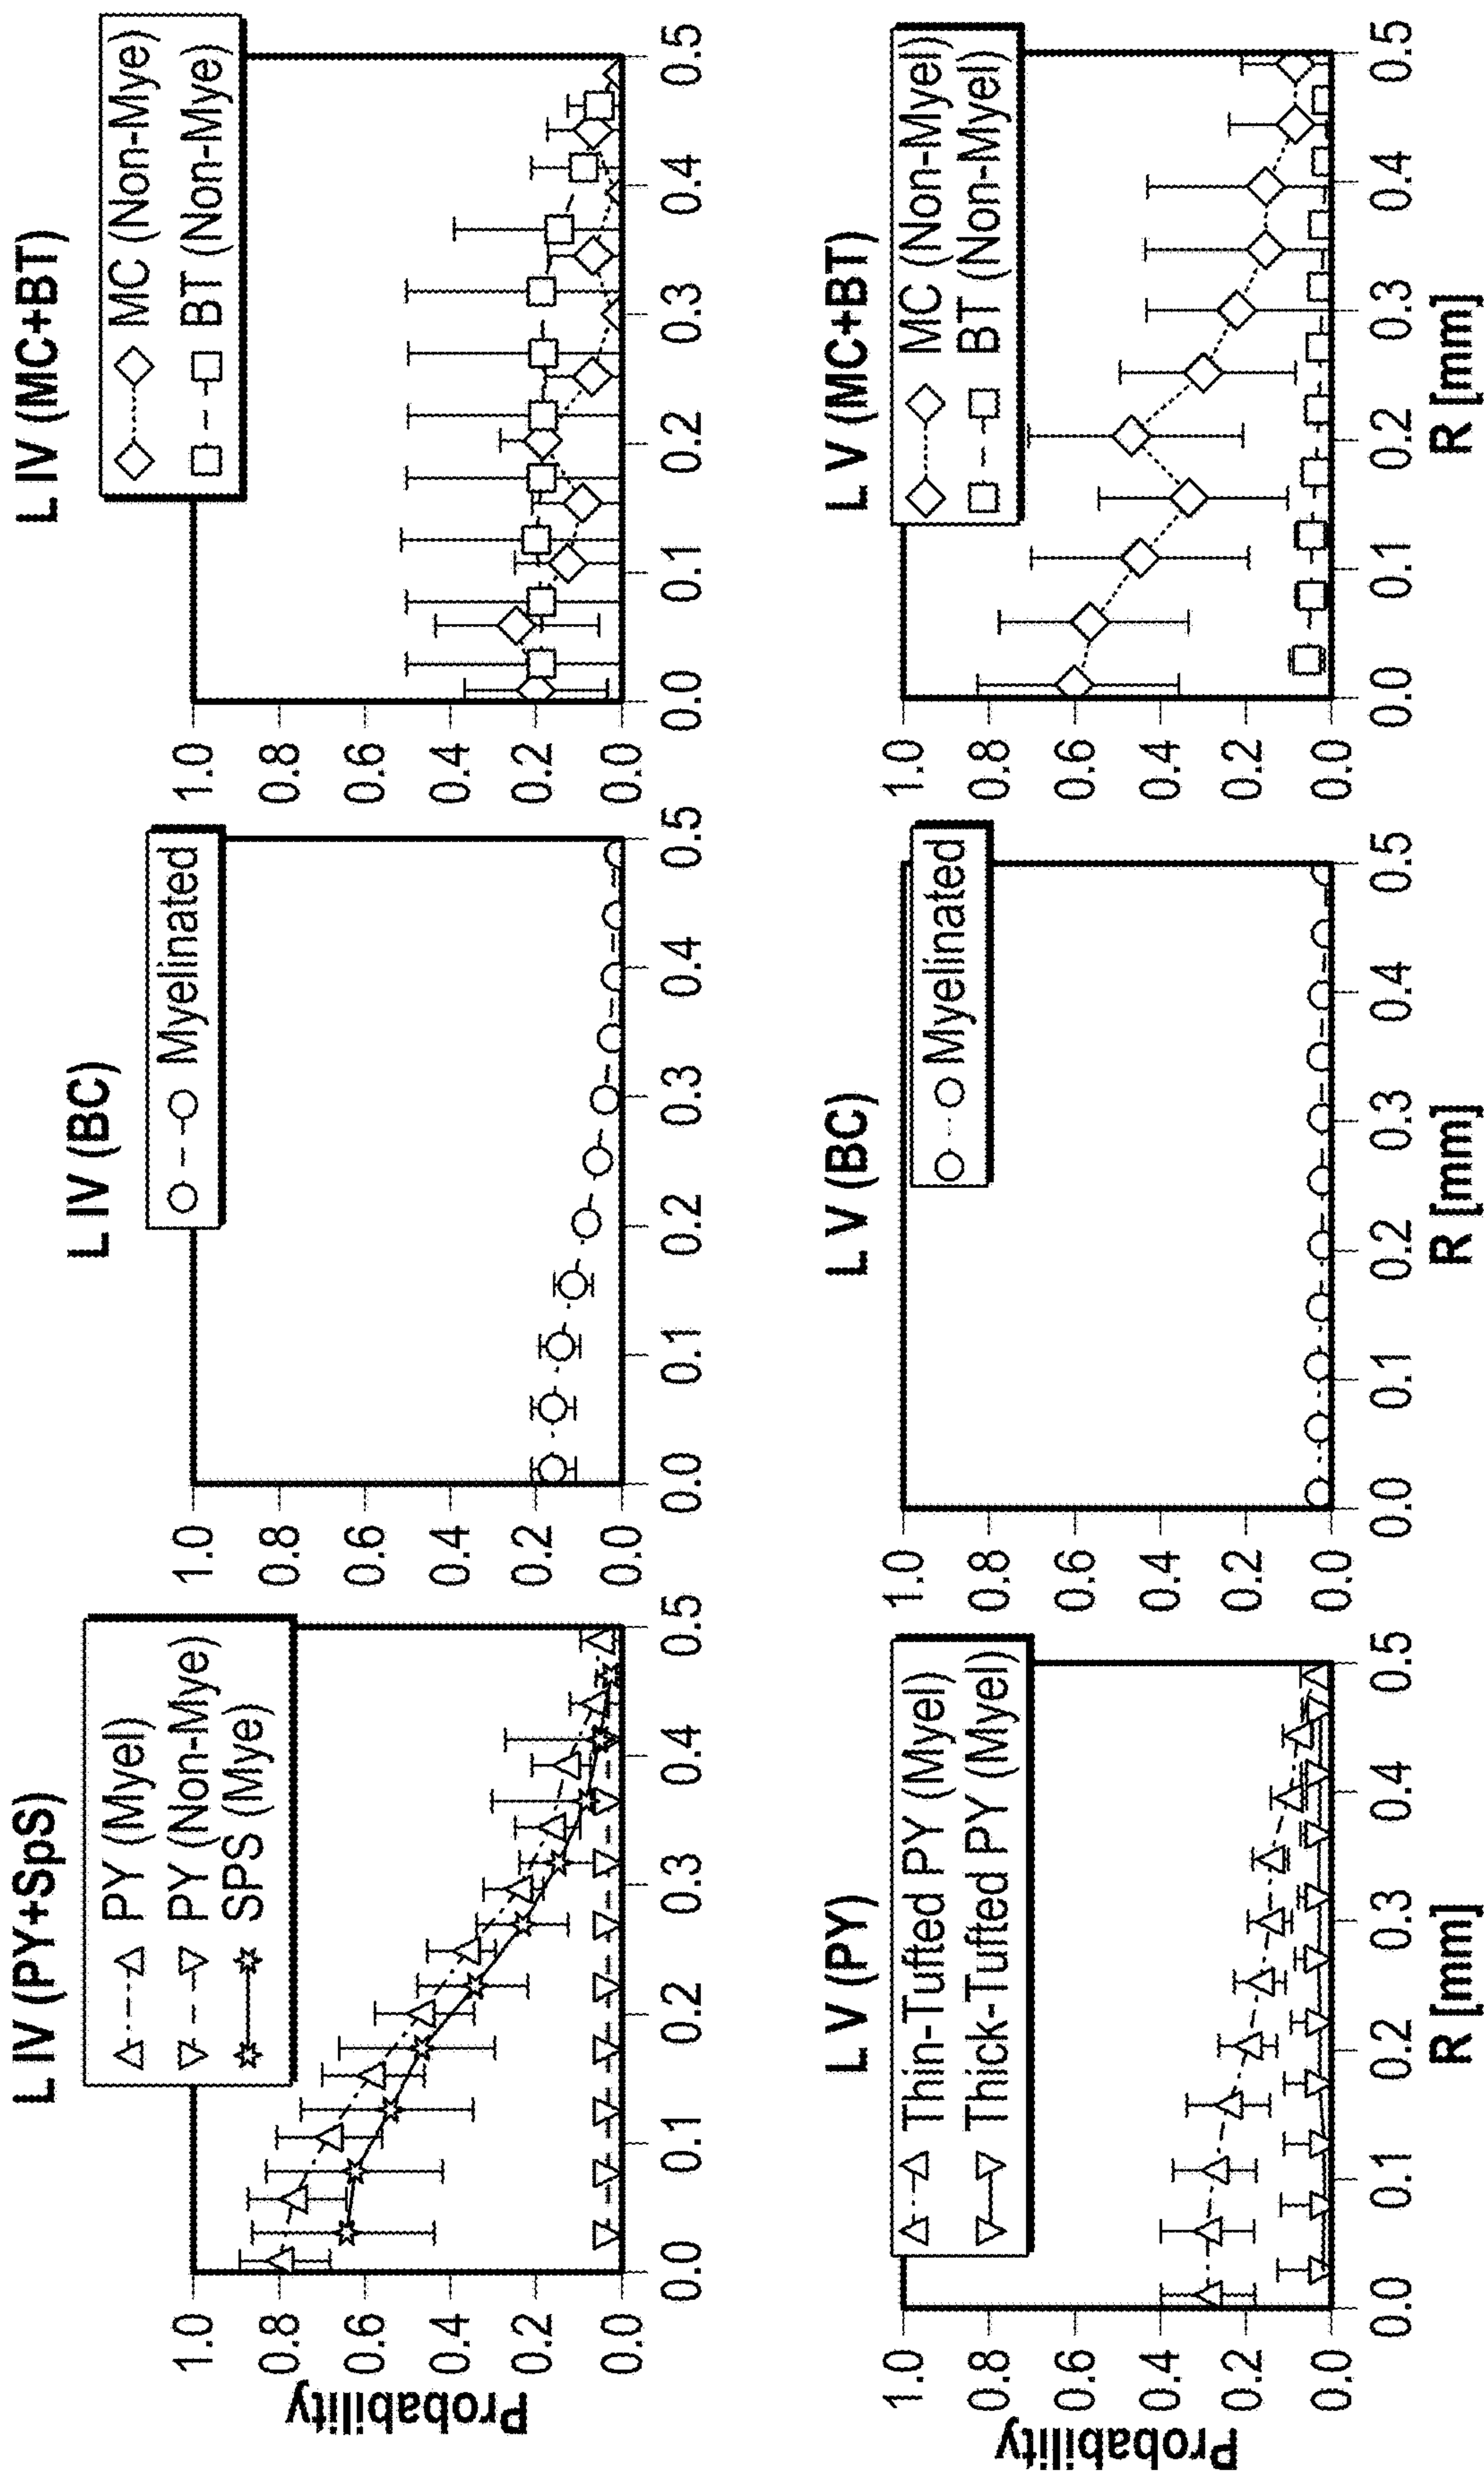 L IV (PY+SpS)
PY (Myel)
PY (Non-Mye)
SPS (Mye)
Probability
1.0
0.8
0.6
0.4
0.2
0.0
0.0 0.1 0.2 0.3 0.4 0.5
L IV (BC)
Myelinated
1.0
0.8
0.6
0.4
0.2
0.0
0.0 0.1 0.2 0.3 0.4 0.5
L IV (MC+BT)
MC (Non-Mye)
BT (Non-Mye)
1.0
0.8
0.6
0.4
0.2
0.0
0.0 0.1 0.2 0.3 0.4 0.5
L V (PY)
Thin-Tufted PY (Myel)
Thick-Tufted PY (Myel)
Probability
1.0
0.8
0.6
0.4
0.2
0.0
0.0 0.1 0.2 0.3 0.4 0.5
R [mm]
L V (BC)
Myelinated
1.0
0.8
0.6
0.4
0.2
0.0
0.0 0.1 0.2 0.3 0.4 0.5
R [mm]
L V (MC+BT)
MC (Non-Myel)
BT (Non-Myel)
1.0
0.8
0.6
0.4
0.2
0.0
0.0 0.1 0.2 0.3 0.4 0.5
R [mm]